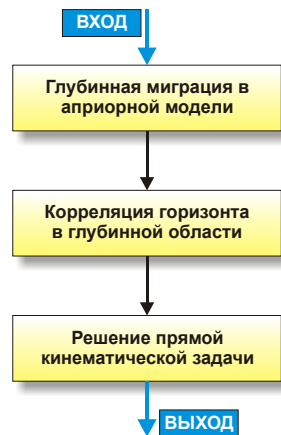 ВХОД
Глубинная миграция в
априорной модели
Корреляция горизонта
в глубинной области
Решение прямой
кинематической задачи
ВЫХОД